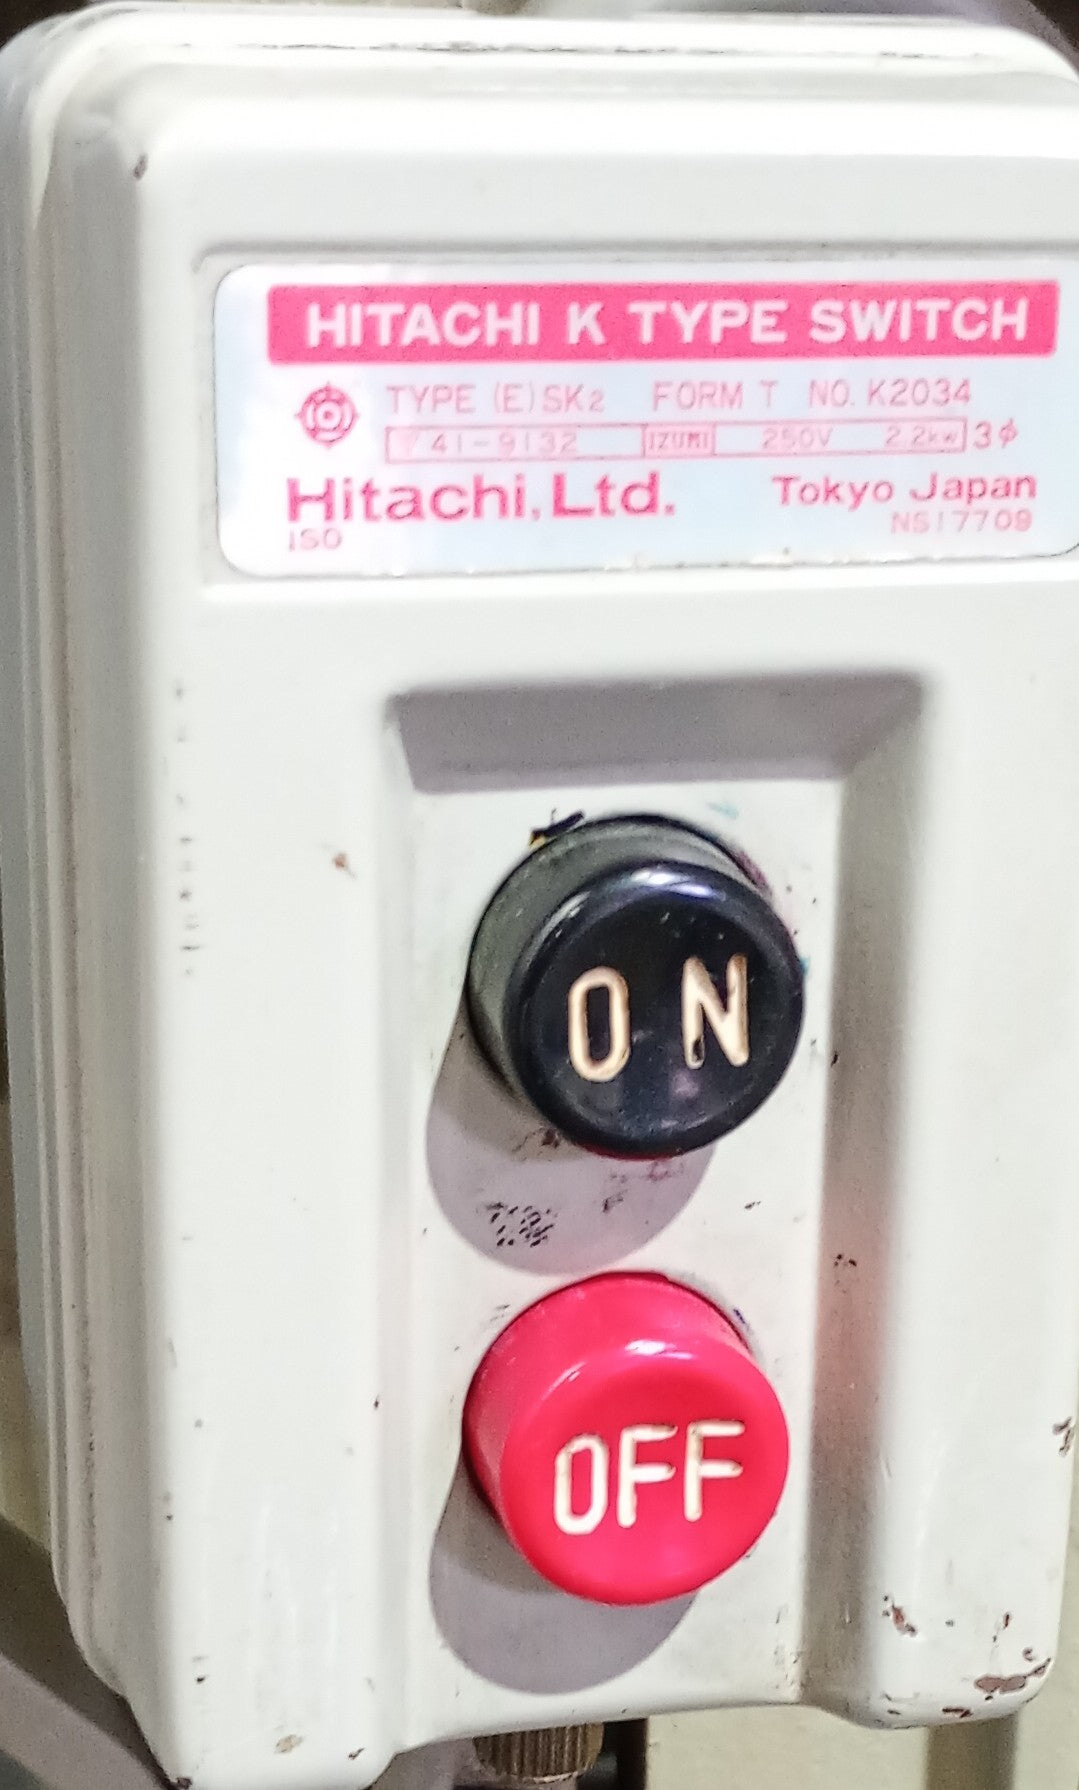 HITACHI K TYPE SWITCH
TYPE (E) SK2 FORM T NO. K2034
▽41-9132 IZUMI 250V 2.2kw 3φ
Hitachi, Ltd. Tokyo Japan
ISO NS17709
ON
OFF